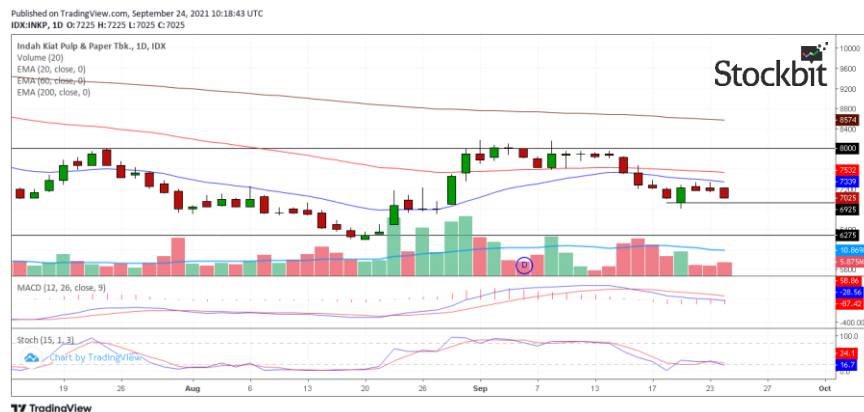 Published on TradingView.com, September 24, 2021 10:18:43 UTC
IDX:INKP, 1D O:7225 H:7225 L:7025 C:7025
Indah Kiat Pulp & Paper Tbk., 1D, IDX
Volume (20)
EMA (20, close, 0)
EMA (60, close, 0)
EMA (200, close, 0)
Stockbit
10000
9600
9200
8800
8574
8400
8000
7532
7339
7200
7025
6925
6275
10.869
5.875
5600
MACD (12, 26, close, 9)
58.86
-28.56
-87.42
-400.00
Stoch (15, 1, 3)
100.0
24.1
16.7
0.0
Chart by TradingView
D
19
26
Aug
6
13
20
26
Sep
7
13
17
23
27
Oct
TradingView